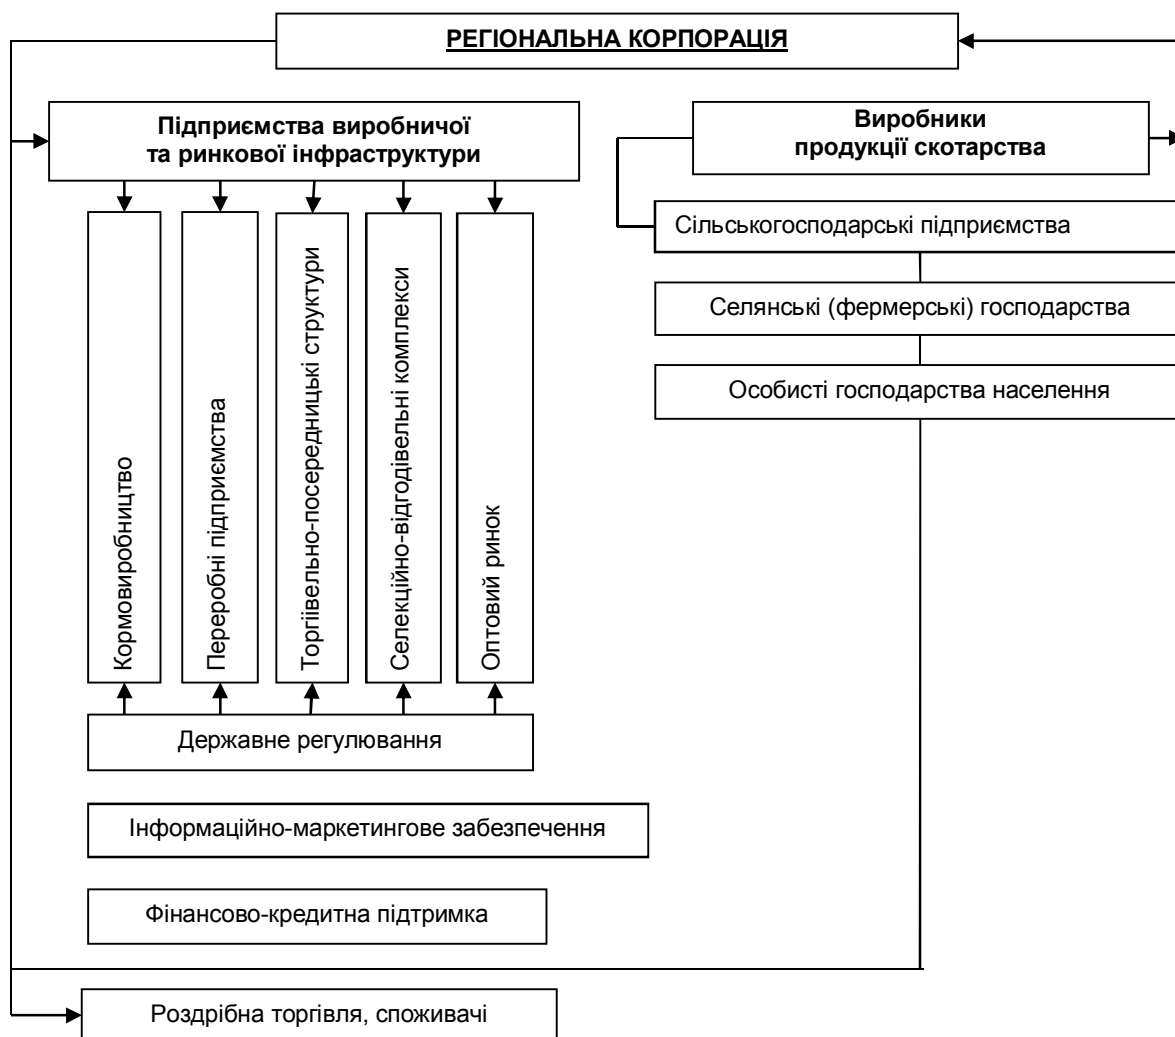 РЕГІОНАЛЬНА КОРПОРАЦІЯ
Підприємства виробничої
та ринкової інфраструктури
Виробники
продукції скотарства
Сільськогосподарські підприємства
Селянські (фермерські) господарства
Особисті господарства населення
Кормовиробництво
Переробні підприємства
Торгіівельно-посередницькі структури
Селекційно-відгодівельні комплекси
Оптовий ринок
Державне регулювання
Інформаційно-маркетингове забезпечення
Фінансово-кредитна підтримка
Роздрібна торгівля, споживачі